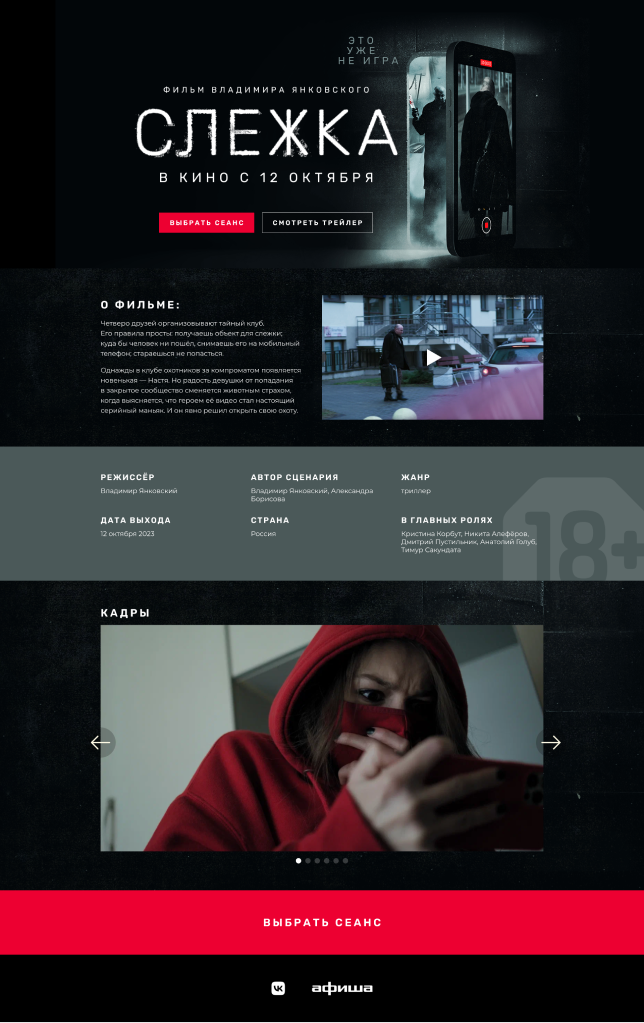 ЭТО
УЖЕ
НЕ ИГРА
ФИЛЬМ ВЛАДИМИРА ЯНКОВСКОГО
СЛЕЖКА
В КИНО С 12 ОКТЯБРЯ
ВЫБРАТЬ СЕАНС
СМОТРЕТЬ ТРЕЙЛЕР
О ФИЛЬМЕ:
Четверо друзей организовывают тайный клуб.
Его правила просты: получаешь объект для слежки;
куда бы человек ни пошёл, снимаешь его на мобильный
телефон; стараешься не попасться.
Однажды в клубе охотников за компроматом появляется
новенькая — Настя. Но радость девушки от попадания
в закрытое сообщество сменяется животным страхом,
когда выясняется, что героем её видео стал настоящий
серийный маньяк. И он явно решил открыть свою охоту.
РЕЖИССЁР
Владимир Янковский
АВТОР СЦЕНАРИЯ
Владимир Янковский, Александра
Борисова
ЖАНР
триллер
ДАТА ВЫХОДА
12 октября 2023
СТРАНА
Россия
В ГЛАВНЫХ РОЛЯХ
Кристина Корбут, Никита Алефёров,
Дмитрий Пустильник, Анатолий Голуб,
Тимур Сакундата
18+
КАДРЫ
ВЫБРАТЬ СЕАНС
VK
афиша